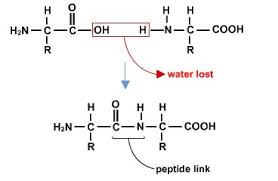 H O H H
H₂N – C – C – OH H – N – C – COOH
R R
water lost
H O H H
H₂N – C – C – N – C – COOH
R R
peptide link